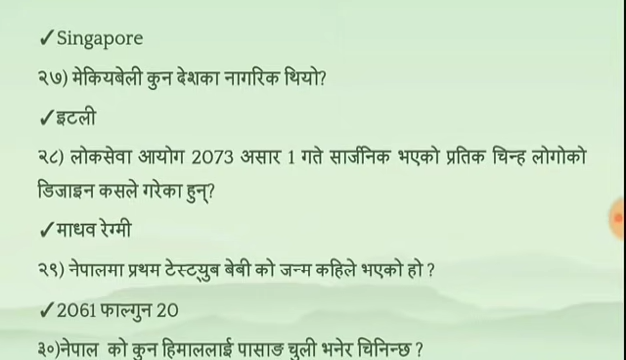 ✓Singapore
२७) मेकियबेली कुन देशका नागरिक थियो?
✓इटली
२८) लोकसेवा आयोग 2073 असार 1 गते सार्जनिक भएको प्रतिक चिन्ह लोगोको
डिजाइन कसले गरेका हुन्?
✓माधव रेग्मी
२९) नेपालमा प्रथम टेस्टयुब बेबी को जन्म कहिले भएको हो ?
✓2061 फाल्गुन 20
३०)नेपाल को कुन हिमाललाई पासाङ चुली भनेर चिनिन्छ ?